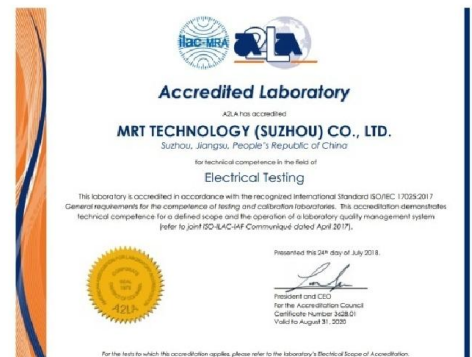 ilac-MRA
A2LA
Accredited Laboratory
A2LA has accredited
MRT TECHNOLOGY (SUZHOU) CO., LTD.
Suzhou, Jiangsu, People's Republic of China
for technical competence in the field of
Electrical Testing
This laboratory is accredited in accordance with the recognized International Standard ISO/IEC 17025:2017
General requirements for the competence of testing and calibration laboratories. This accreditation demonstrates
technical competence for a defined scope and the operation of a laboratory quality management system
(refer to joint ISO-ILAC-IAF Communiqué dated April 2017).
Presented this 24th day of July 2018.
President and CEO
For the Accreditation Council
Certificate Number 3628.01
Valid to August 31, 2020
A2LA
For the tests to which this accreditation applies, please refer to the laboratory's Electrical Scope of Accreditation.